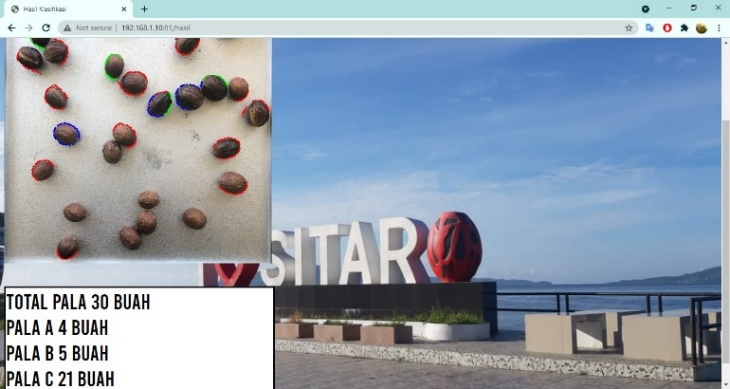 Hasil Klasifikasi
Not secure | 192.168.1.10:81/hasil
SITARO
TOTAL PALA 30 BUAH
PALA A 4 BUAH
PALA B 5 BUAH
PALA C 21 BUAH